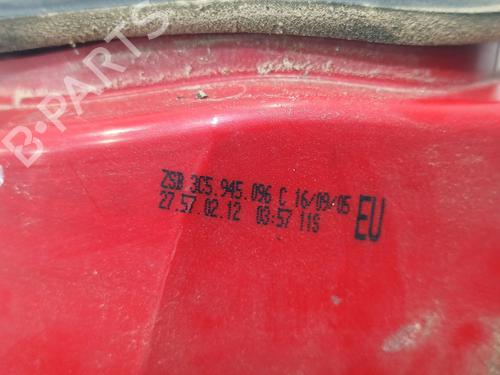 B-PARTS
ZSB 3C5.945.096 C 16/09/05 EU
27.57.02.12 03:57 11S